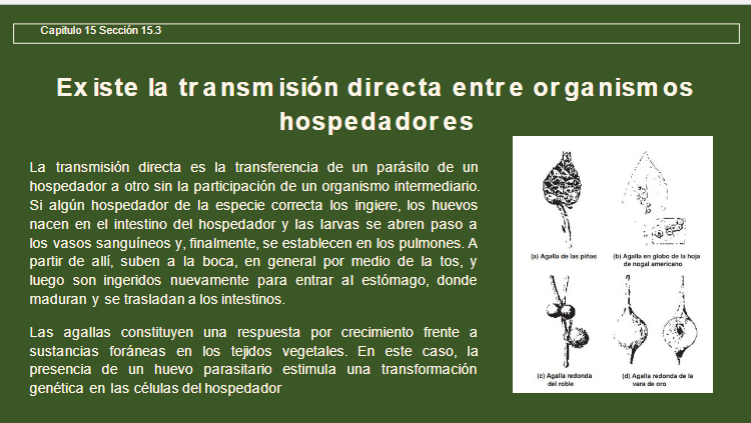 Capitulo 15 Sección 15.3
Existe la transmisión directa entre organismos
hospedadores
La transmisión directa es la transferencia de un parásito de un
hospedador a otro sin la participación de un organismo intermediario.
Si algún hospedador de la especie correcta los ingiere, los huevos
nacen en el intestino del hospedador y las larvas se abren paso a
los vasos sanguíneos y, finalmente, se establecen en los pulmones. A
partir de allí, suben a la boca, en general por medio de la tos, y
luego son ingeridos nuevamente para entrar al estómago, donde
maduran y se trasladan a los intestinos.
Las agallas constituyen una respuesta por crecimiento frente a
sustancias foráneas en los tejidos vegetales. En este caso, la
presencia de un huevo parasitario estimula una transformación
genética en las células del hospedador
(a) Agalla de las piñas
(b) Agalla en globo de la hoja
de nogal americano
(c) Agalla redonda
del roble
(d) Agalla redonda de la
vara de oro